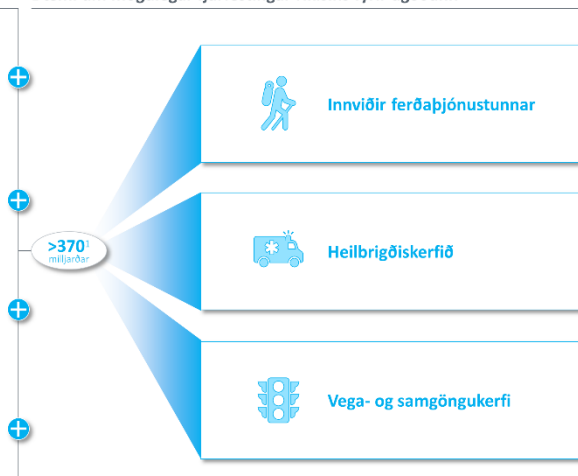 Innviðir ferðaþjónustunnar
>370¹
milljarðar
Heilbrigðiskerfið
Vega- og samgöngukerfi